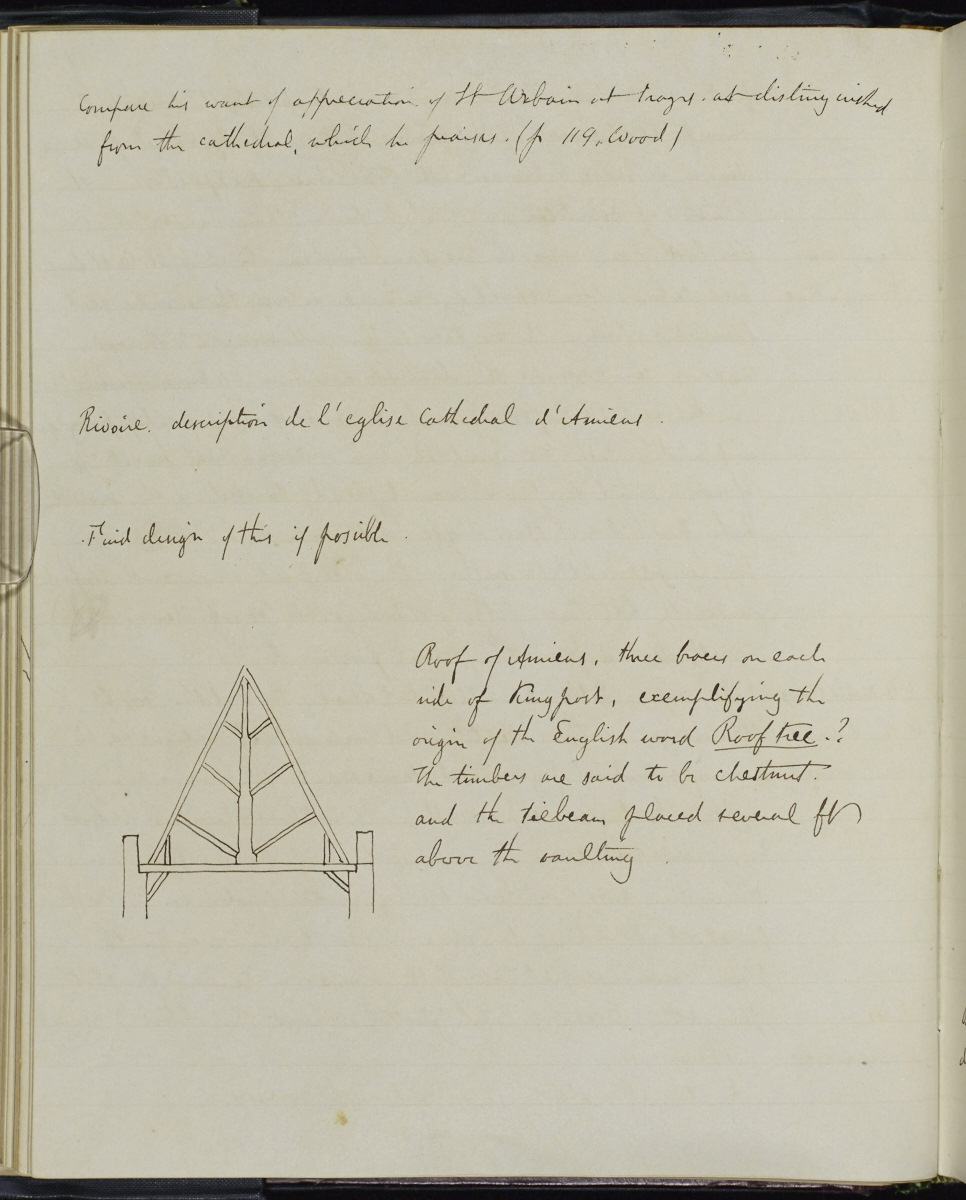 Compare his want of appreciation of St Urbain at Troyes. as distinguished
from the cathedral, which he praises. (p 119. Wood)
Rivoire. description de l'eglise Cathedral d'Amiens.
Find design of this if possible.
Roof of Amiens, three braces on each
side of Kingpost, exemplifying the
origin of the English word Rooftree.?
The timbers are said to be chestnut.
and the tiebeam placed several ft
above the vaulting